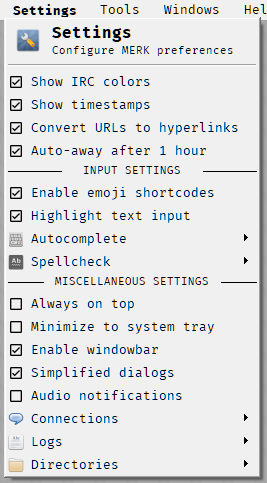 Settings Tools Windows Hel
Settings
Configure MERK preferences
Show IRC colors
Show timestamps
Convert URLs to hyperlinks
Auto-away after 1 hour
INPUT SETTINGS
Enable emoji shortcodes
Highlight text input
Autocomplete
Ab Spellcheck
MISCELLANEOUS SETTINGS
Always on top
Minimize to system tray
Enable windowbar
Simplified dialogs
Audio notifications
Connections
Logs
Directories